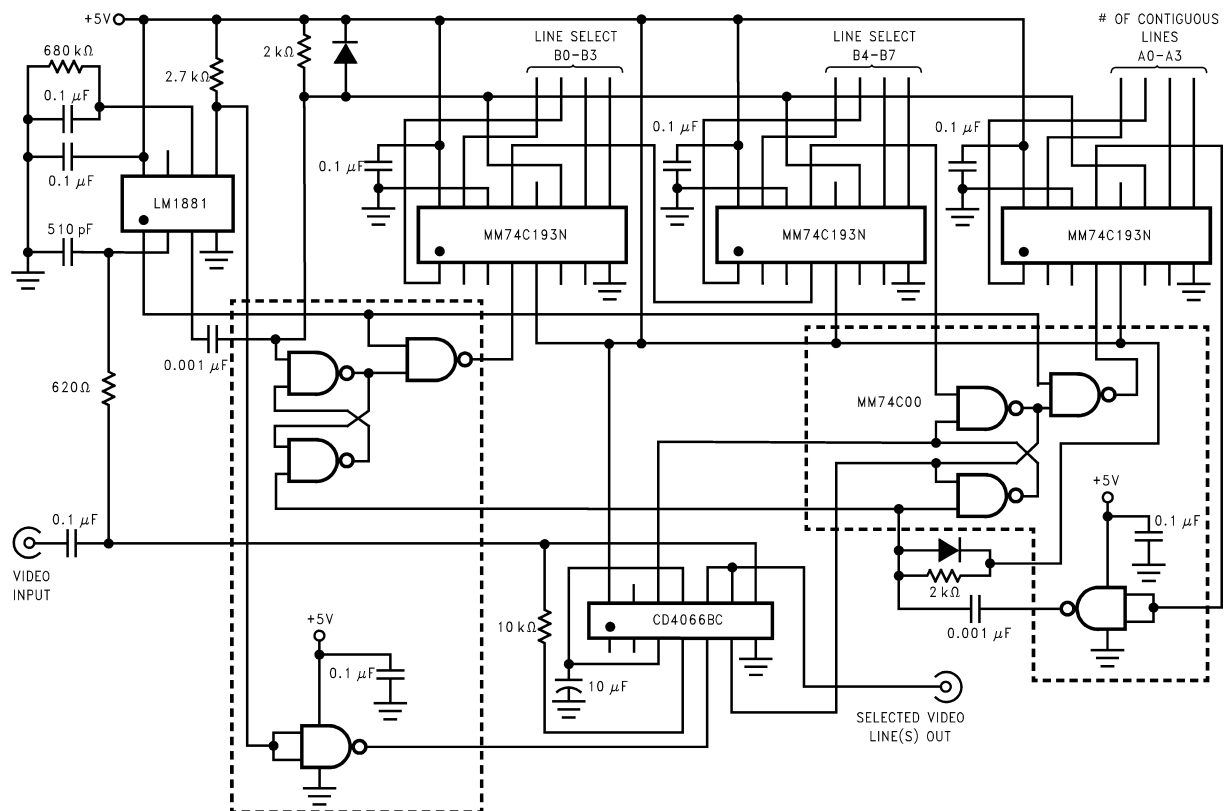 +5V
680 kΩ
0.1 μF
2.7 kΩ
0.1 μF
2 kΩ
LM1881
510 pF
LINE SELECT
B0-B3
0.1 μF
MM74C193N
LINE SELECT
B4-B7
0.1 μF
MM74C193N
# OF CONTIGUOUS
LINES
A0-A3
0.1 μF
MM74C193N
0.001 μF
620Ω
MM74C00
+5V
0.1 μF
0.1 μF
VIDEO
INPUT
2 kΩ
0.001 μF
10 kΩ
CD4066BC
+5V
0.1 μF
10 μF
SELECTED VIDEO
LINE(S) OUT